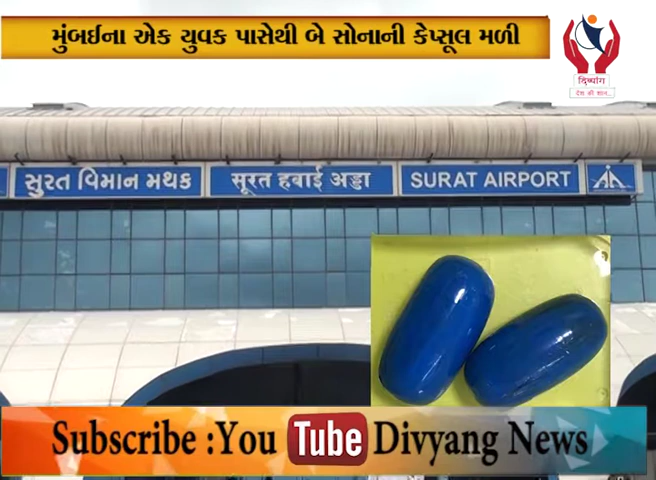 મુંબઈના એક યુવક પાસેથી બે સોનાની કેપ્સૂલ મળી
दिव्यांग
देश की शान..
સુરત વિમાન મથક
सूरत हवाई अड्डा
SURAT AIRPORT
Subscribe :You Tube Divyang News